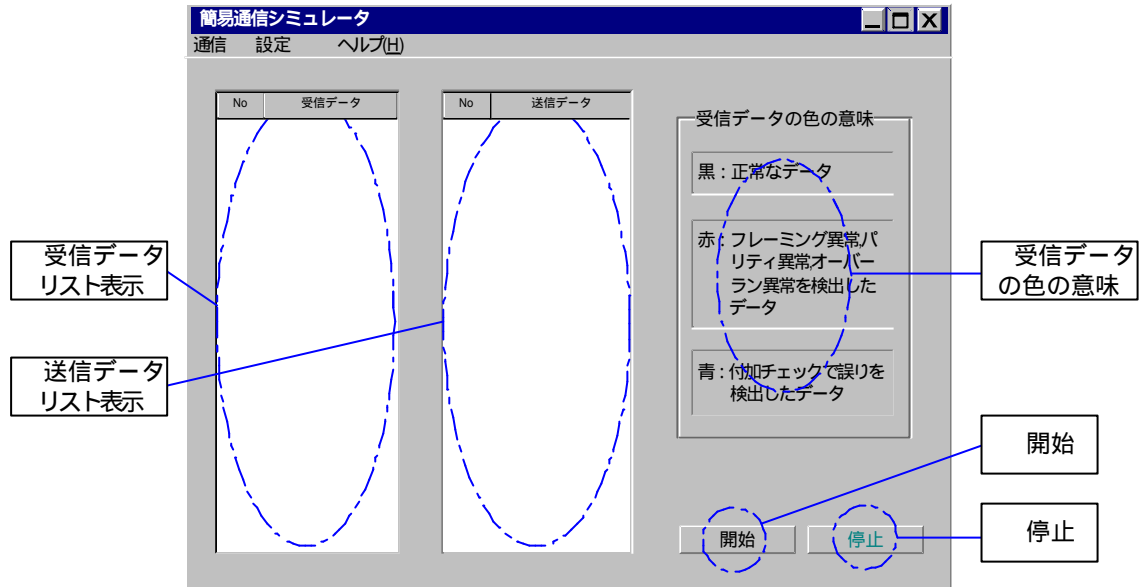 簡易通信シミュレータ
通信 設定 ヘルプ(H)
No 受信データ
No 送信データ
受信データの色の意味
黒：正常なデータ
赤：フレーミング異常,パ
リティ異常,オーバー
ラン異常を検出した
データ
青：付加チェックで誤りを
検出したデータ
開始 停止
受信データ
リスト表示
送信データ
リスト表示
受信データ
の色の意味
開始
停止